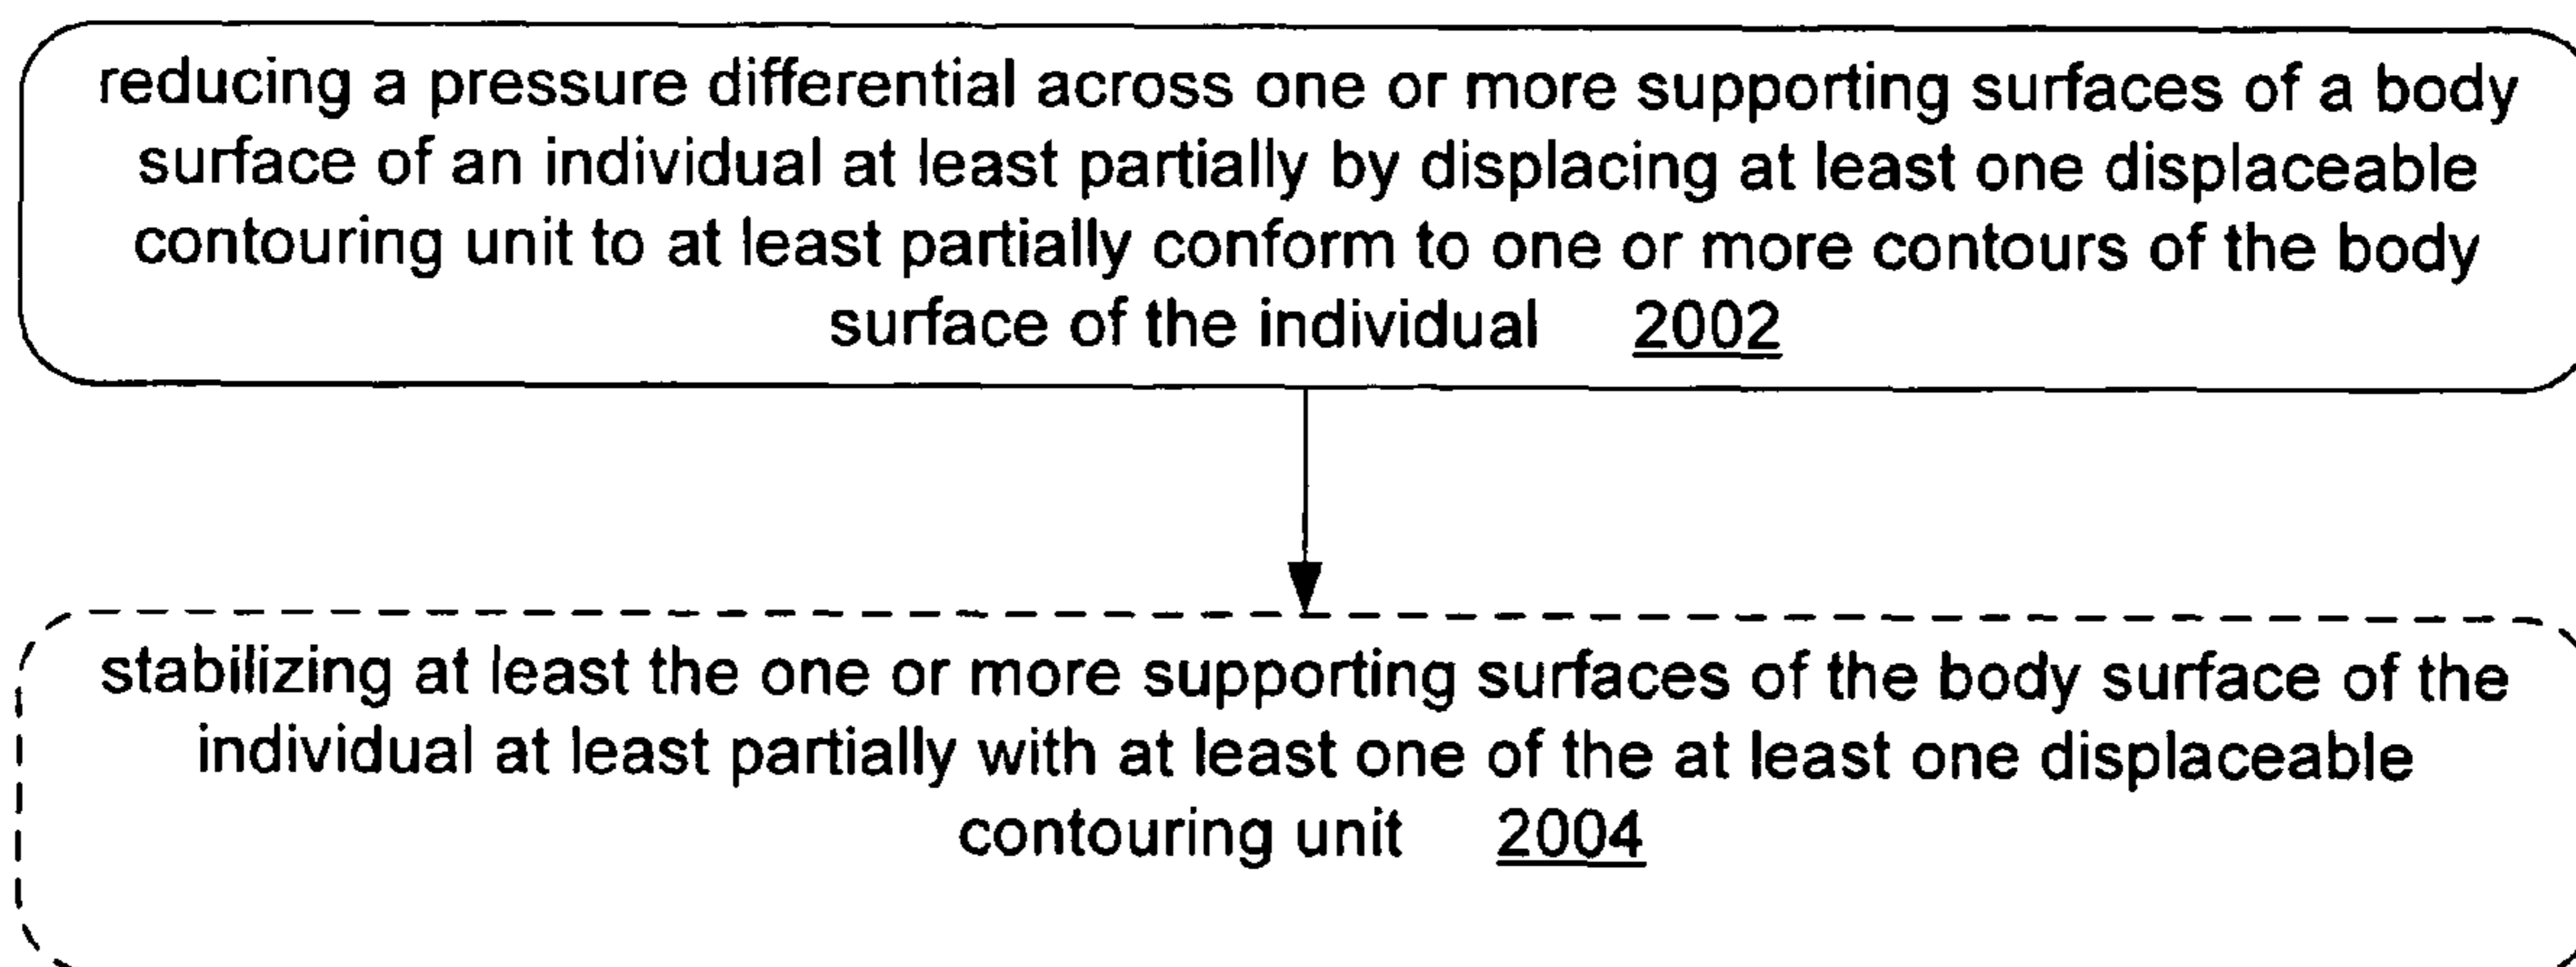 reducing a pressure differential across one or more supporting surfaces of a body
surface of an individual at least partially by displacing at least one displaceable
contouring unit to at least partially conform to one or more contours of the body
surface of the individual 2002
stabilizing at least the one or more supporting surfaces of the body surface of the
individual at least partially with at least one of the at least one displaceable
contouring unit 2004